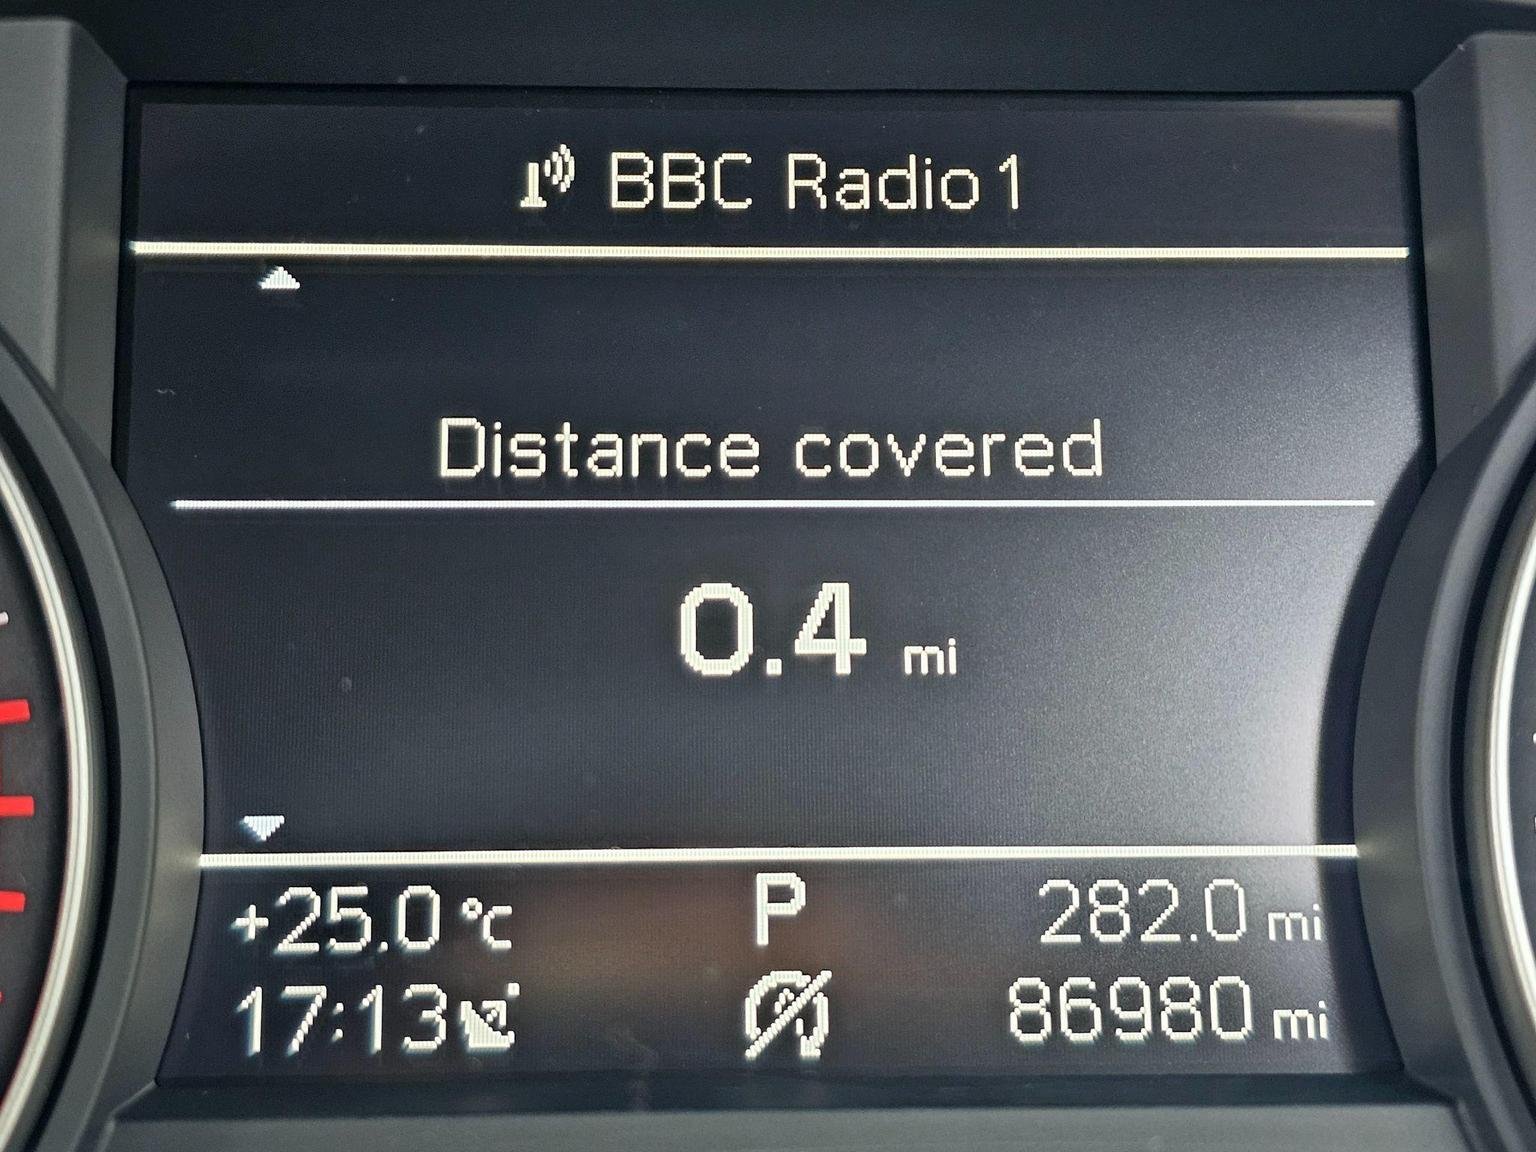 BBC Radio 1
Distance covered
0.4 mi
+25.0 °C P 282.0 mi
17:13 A 86980 mi